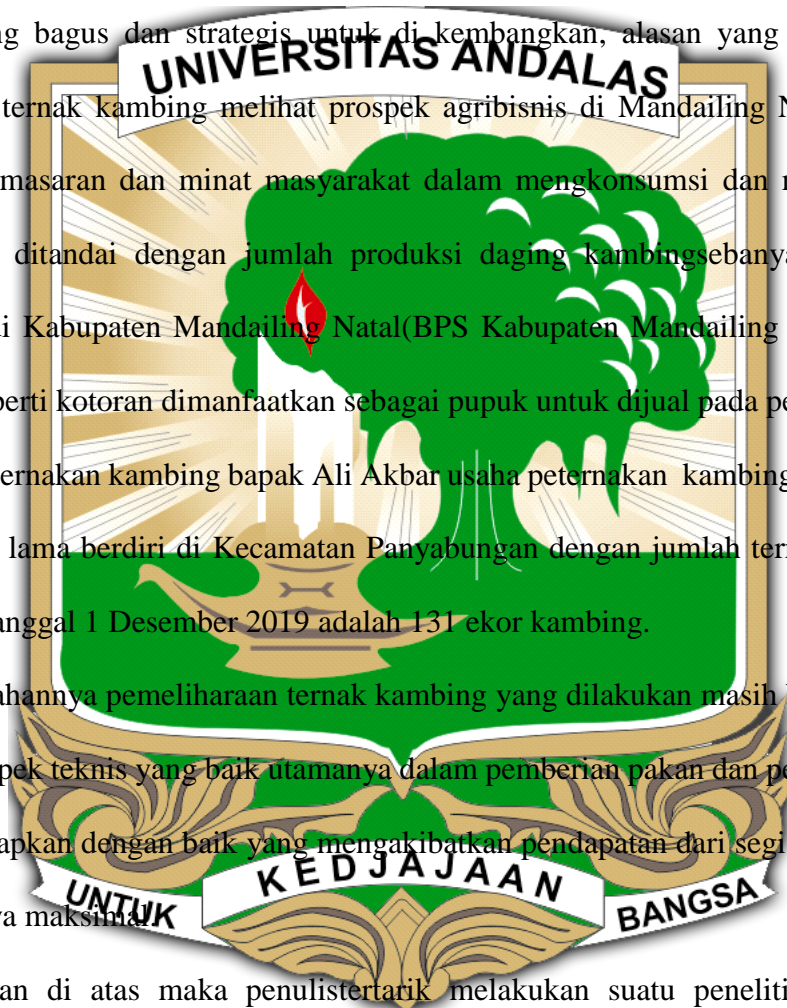 ng bagus dan strategis untuk di kembangkan, alasan yang
UNIVERSITAS ANDALAS
ternak kambing melihat prospek agribisnis di Mandailing N
masaran dan minat masyarakat dalam mengkonsumsi dan
ditandai dengan jumlah produksi daging kambingsebanya
di Kabupaten Mandailing Natal(BPS Kabupaten Mandailing
perti kotoran dimanfaatkan sebagai pupuk untuk dijual pada pe
ernakan kambing bapak Ali Akbar usaha peternakan kambing
lama berdiri di Kecamatan Panyabungan dengan jumlah ter
anggal 1 Desember 2019 adalah 131 ekor kambing.
ahannya pemeliharaan ternak kambing yang dilakukan masih
pek teknis yang baik utamanya dalam pemberian pakan dan pe
apkan dengan baik yang mengakibatkan pendapatan dari segi
UNTUK KEDJAJAAN BANGSA
ya maksimal.
an di atas maka penulistertarik melakukan suatu peneliti